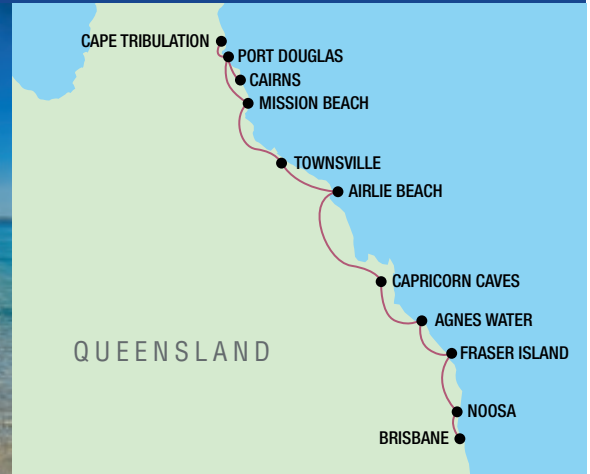 CAPE TRIBULATION
PORT DOUGLAS
CAIRNS
MISSION BEACH
TOWNSVILLE
AIRLIE BEACH
CAPRICORN CAVES
AGNES WATER
QUEENSLAND
FRASER ISLAND
NOOSA
BRISBANE